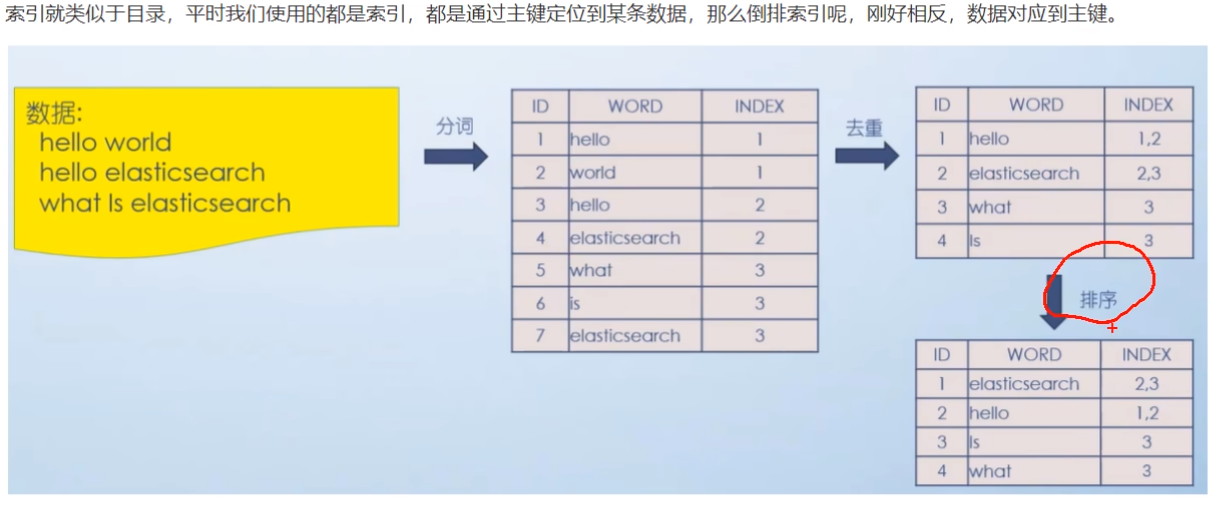 索引就类似于目录，平时我们使用的都是索引，都是通过主键定位到某条数据，那么倒排索引呢，刚好相反，数据对应到主键。
数据:
hello world
hello elasticsearch
what Is elasticsearch
分词
ID WORD INDEX
1 hello 1
2 world 1
3 hello 2
4 elasticsearch 2
5 what 3
6 is 3
7 elasticsearch 3
去重
ID WORD INDEX
1 hello 1,2
2 elasticsearch 2,3
3 what 3
4 Is 3
排序
ID WORD INDEX
1 elasticsearch 2,3
2 hello 1,2
3 Is 3
4 what 3